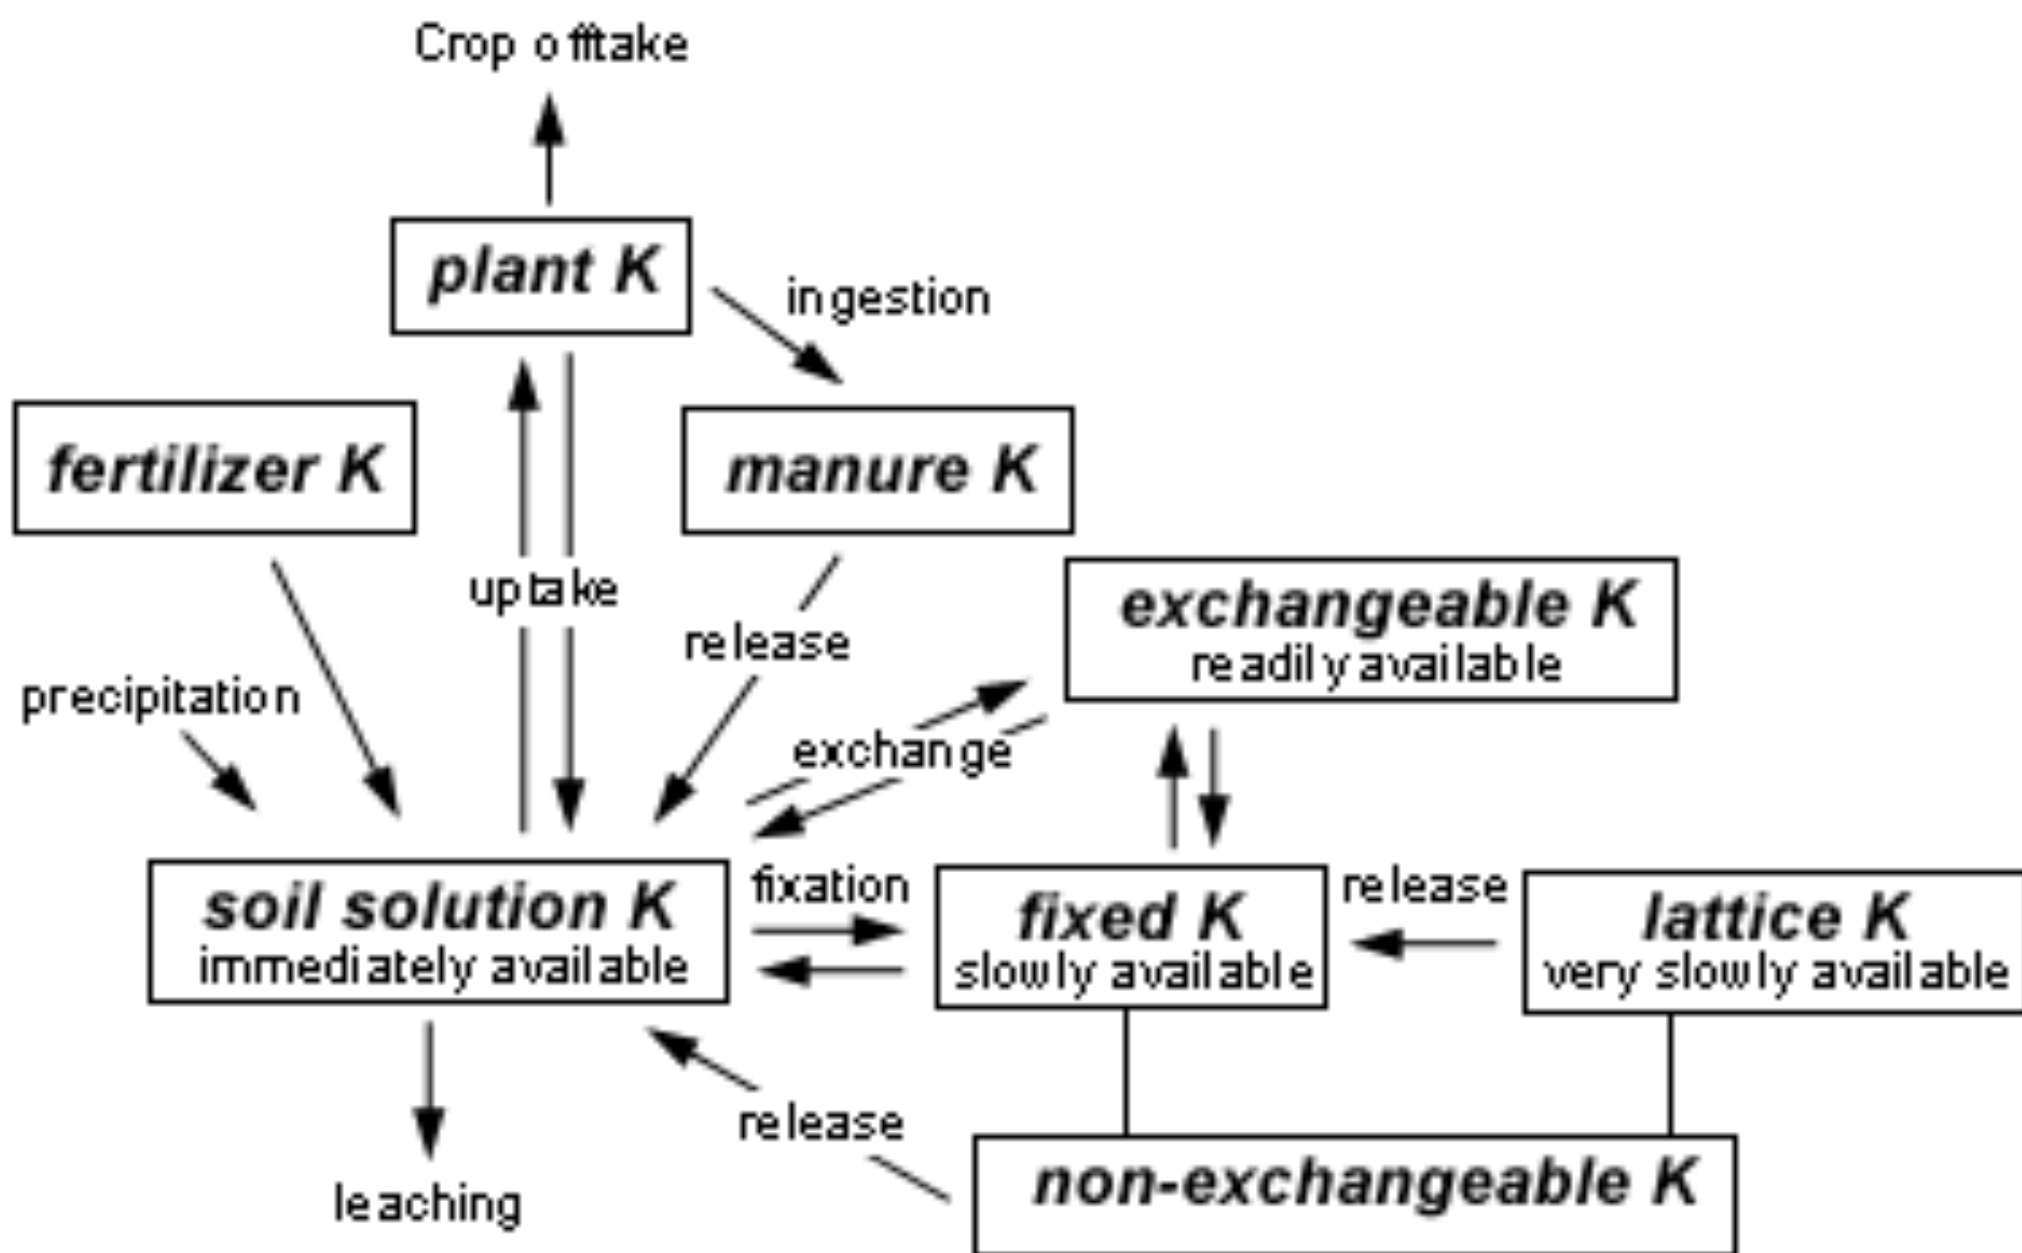 Crop offtake
plant K
ingestion
fertilizer K
manure K
uptake
release
precipitation
exchangeable K
readily available
exchange
soil solution K
immediately available
fixation
fixed K
slowly available
release
lattice K
very slowly available
release
non-exchangeable K
leaching